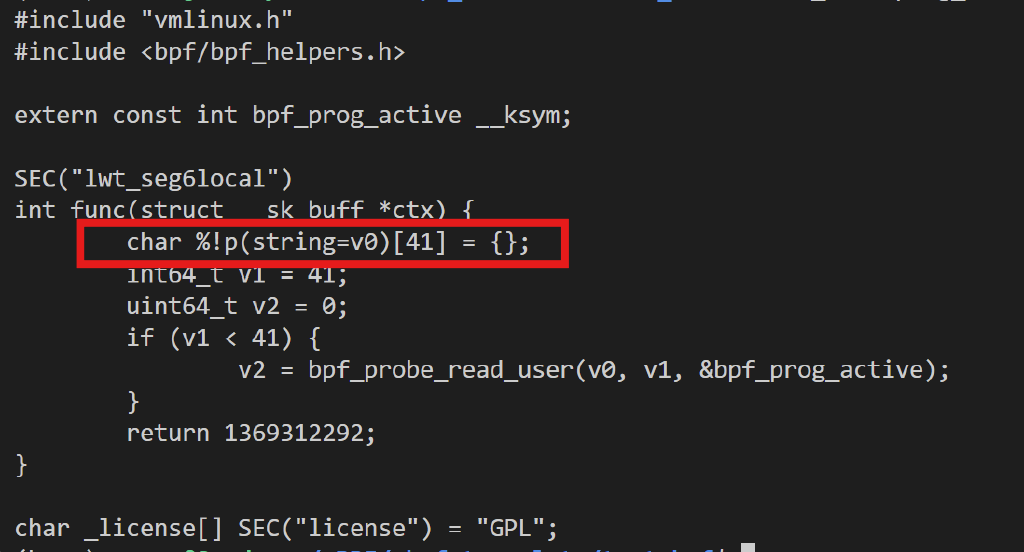 #include "vmlinux.h"
#include <bpf/bpf_helpers.h>
extern const int bpf_prog_active __ksym;
SEC("lwt_seg6local")
int func(struct __sk_buff *ctx) {
char %!p(string=v0)[41] = {};
int64_t v1 = 41;
uint64_t v2 = 0;
if (v1 < 41) {
v2 = bpf_probe_read_user(v0, v1, &bpf_prog_active);
}
return 1369312292;
}
char _license[] SEC("license") = "GPL";